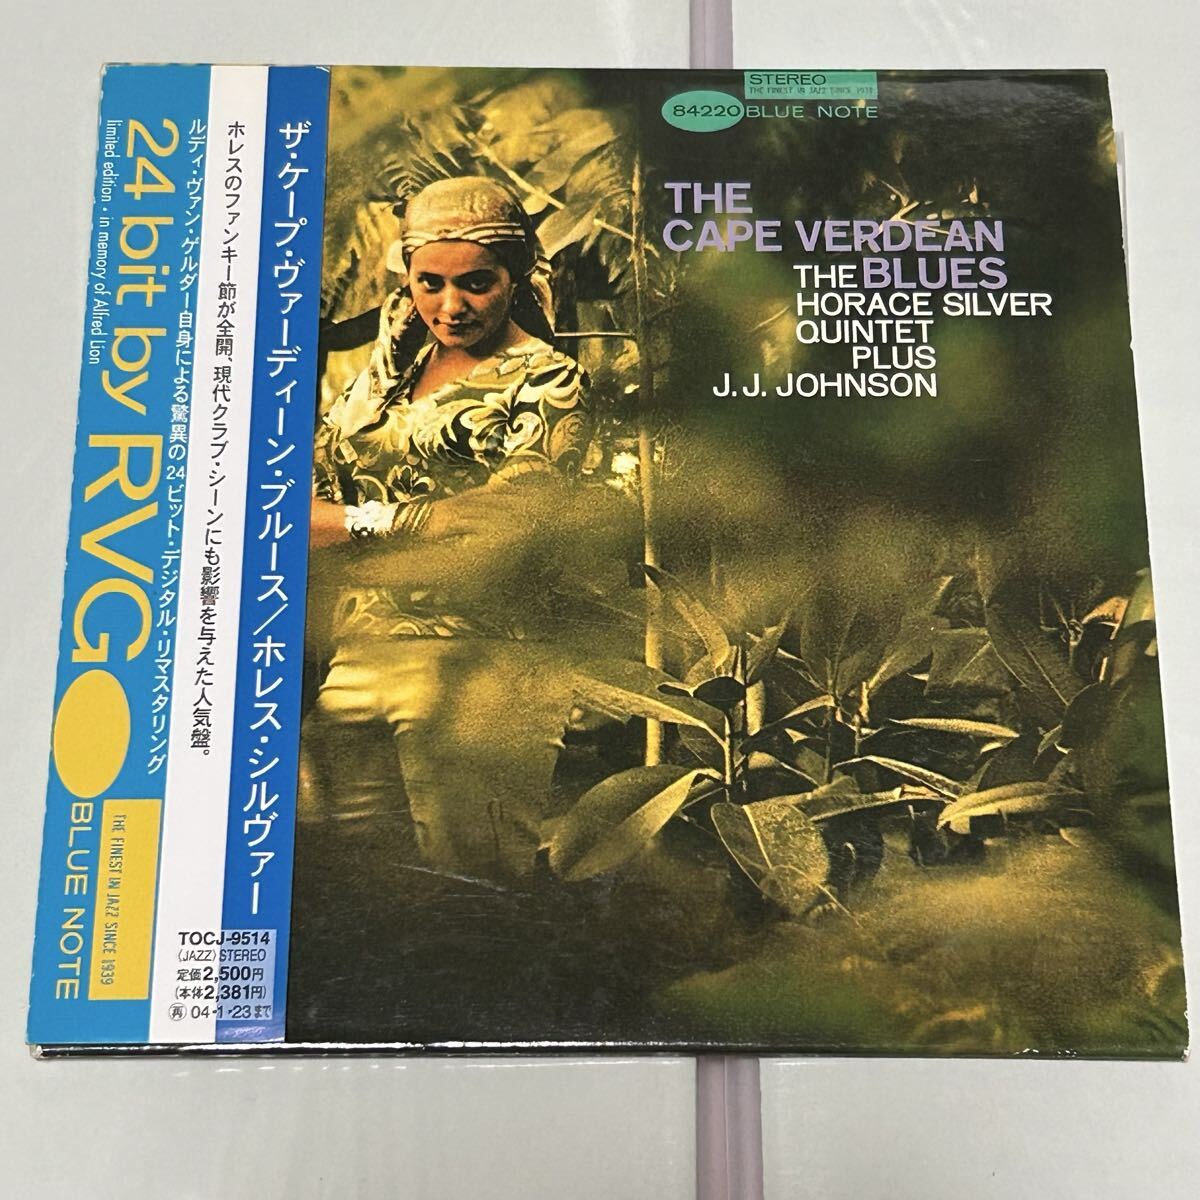 24 bit by RVG
limited edition・in memory of Alfred Lion
ルディ・ヴァン・ゲルダー自身による驚異の24ビット・デジタル・リマスタリング
BLUE NOTE
THE FINEST IN JAZZ SINCE 1939
ホレスのファンキー節が全開、現代クラブ・シーンにも影響を与えた人気盤。
ザ・ケープ・ヴァーディーン・ブルース/ホレス・シルヴァー
TOCJ-9514
〈JAZZ〉STEREO
定価2,500円
(本体2,381円)
再 04・1・23まで
STEREO
THE FINEST IN JAZZ SINCE 1939
84220 BLUE NOTE
THE
CAPE VERDEAN
THE BLUES
HORACE SILVER
QUINTET
PLUS
J.J. JOHNSON